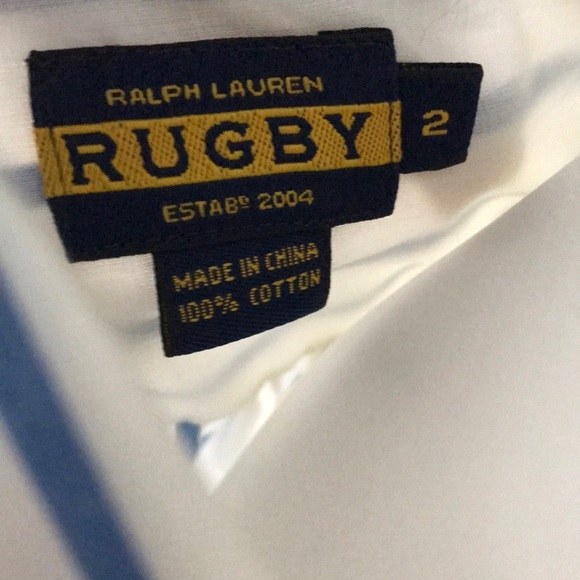 RALPH LAUREN
RUGBY
2
ESTABᴰ 2004
MADE IN CHINA
100% COTTON